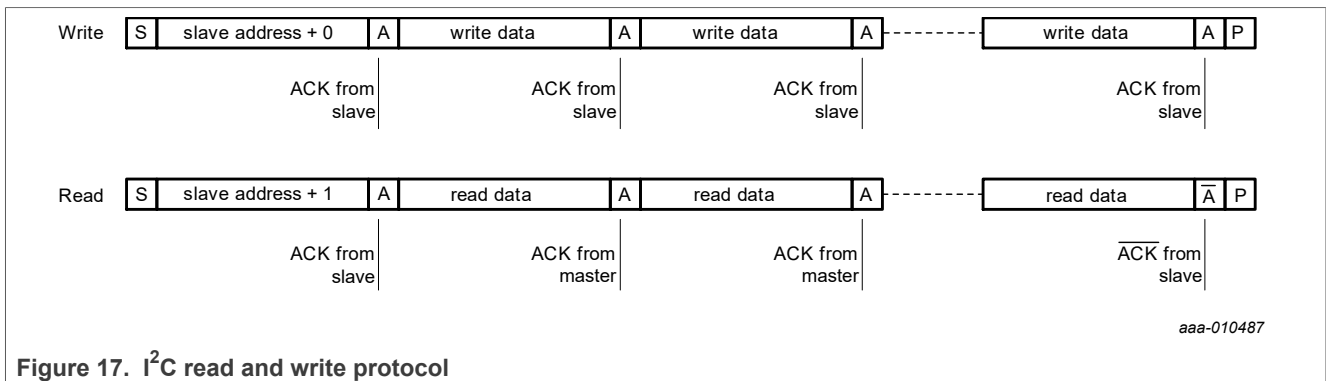 Write S slave address + 0 A write data A write data A write data A P
ACK from ACK from ACK from ACK from
slave slave slave slave
Read S slave address + 1 A read data A read data A read data A̅ P
ACK from ACK from ACK from A̅C̅K̅ from
slave master master slave
aaa-010487
Figure 17. I²C read and write protocol